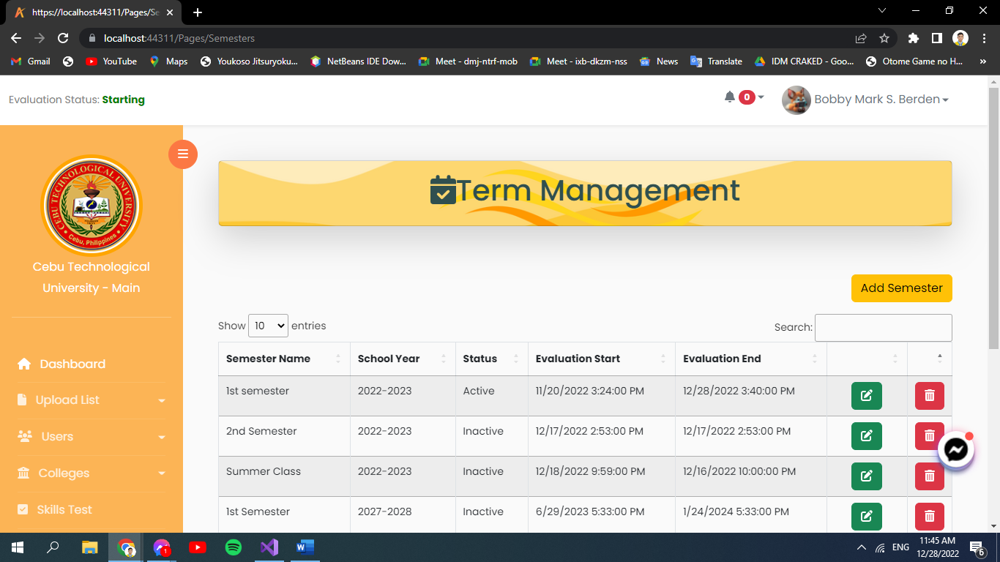 https://localhost:44311/Pages/Se
localhost:44311/Pages/Semesters
Gmail YouTube Maps Youkoso Jitsuryoku... NetBeans IDE Dow... Meet - dmj-ntrf-mob Meet - ixb-dkzm-nss News Translate IDM CRAKED - Goo... Otome Game no H... »
Evaluation Status: Starting
0
Bobby Mark S. Berden
CEBU TECHNOLOGICAL UNIVERSITY
Cebu, Philippines
Cebu Technological
University - Main
Dashboard
Upload List
Users
Colleges
Skills Test
Term Management
Add Semester
Show 10 entries
Search:
Semester Name School Year Status Evaluation Start Evaluation End
1st semester 2022-2023 Active 11/20/2022 3:24:00 PM 12/28/2022 3:40:00 PM
2nd Semester 2022-2023 Inactive 12/17/2022 2:53:00 PM 12/17/2022 2:53:00 PM
Summer Class 2022-2023 Inactive 12/18/2022 9:59:00 PM 12/16/2022 10:00:00 PM
1st Semester 2027-2028 Inactive 6/29/2023 5:33:00 PM 1/24/2024 5:33:00 PM
1
ENG
11:45 AM
12/28/2022
6